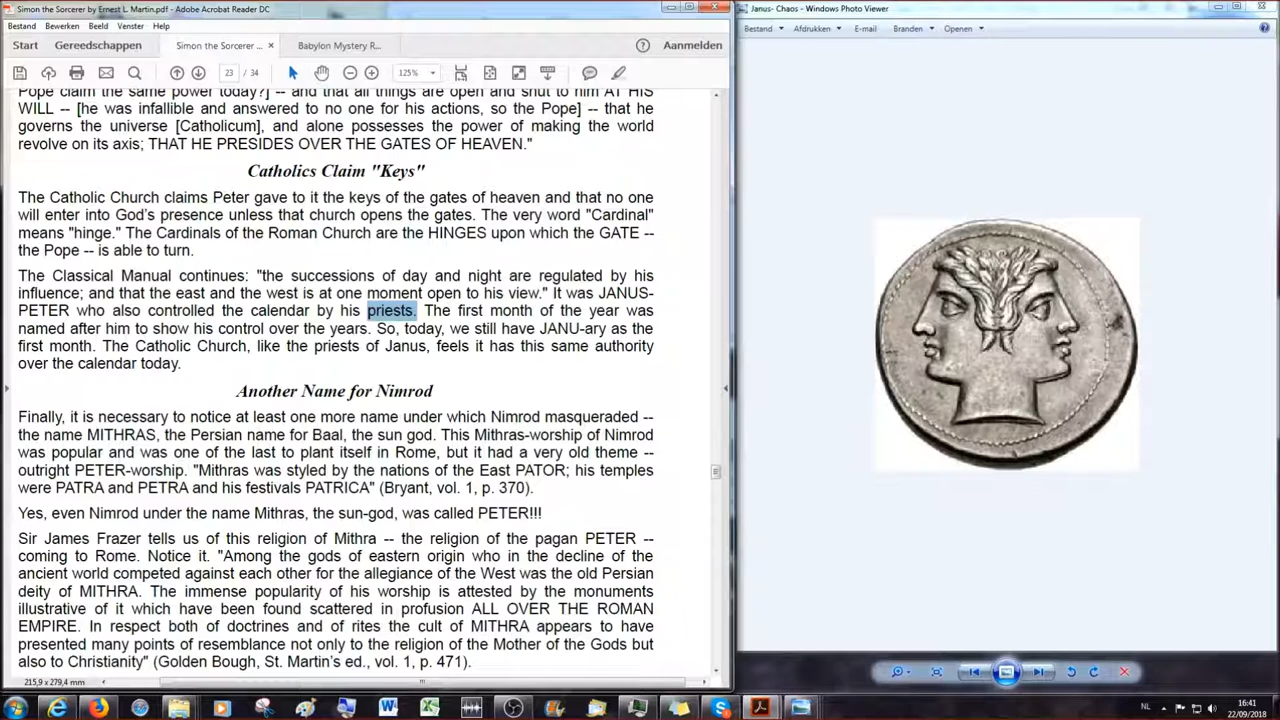 Simon the Sorcerer by Ernest L. Martin.pdf - Adobe Acrobat Reader DC
Bestand Bewerken Beeld Venster Help
Start Gereedschappen Simon the Sorcerer ... × Babylon Mystery R... Aanmelden
23 / 34 125%
Pope claim the same power today?] -- and that all things are open and shut to him AT HIS
WILL -- [he was infallible and answered to no one for his actions, so the Pope] -- that he
governs the universe [Catholicum], and alone possesses the power of making the world
revolve on its axis; THAT HE PRESIDES OVER THE GATES OF HEAVEN."
Catholics Claim "Keys"
The Catholic Church claims Peter gave to it the keys of the gates of heaven and that no one
will enter into God's presence unless that church opens the gates. The very word "Cardinal"
means "hinge." The Cardinals of the Roman Church are the HINGES upon which the GATE --
the Pope -- is able to turn.
The Classical Manual continues: "the successions of day and night are regulated by his
influence; and that the east and the west is at one moment open to his view." It was JANUS-
PETER who also controlled the calendar by his priests. The first month of the year was
named after him to show his control over the years. So, today, we still have JANU-ary as the
first month. The Catholic Church, like the priests of Janus, feels it has this same authority
over the calendar today.
Another Name for Nimrod
Finally, it is necessary to notice at least one more name under which Nimrod masqueraded --
the name MITHRAS, the Persian name for Baal, the sun god. This Mithras-worship of Nimrod
was popular and was one of the last to plant itself in Rome, but it had a very old theme --
outright PETER-worship. "Mithras was styled by the nations of the East PATOR; his temples
were PATRA and PETRA and his festivals PATRICA" (Bryant, vol. 1, p. 370).
Yes, even Nimrod under the name Mithras, the sun-god, was called PETER!!!
Sir James Frazer tells us of this religion of Mithra -- the religion of the pagan PETER --
coming to Rome. Notice it. "Among the gods of eastern origin who in the decline of the
ancient world competed against each other for the allegiance of the West was the old Persian
deity of MITHRA. The immense popularity of his worship is attested by the monuments
illustrative of it which have been found scattered in profusion ALL OVER THE ROMAN
EMPIRE. In respect both of doctrines and of rites the cult of MITHRA appears to have
presented many points of resemblance not only to the religion of the Mother of the Gods but
also to Christianity" (Golden Bough, St. Martin's ed., vol. 1, p. 471).
215,9 x 279,4 mm
Janus- Chaos - Windows Photo Viewer
Bestand Afdrukken E-mail Branden Openen
NL 16:41
22/09/2018